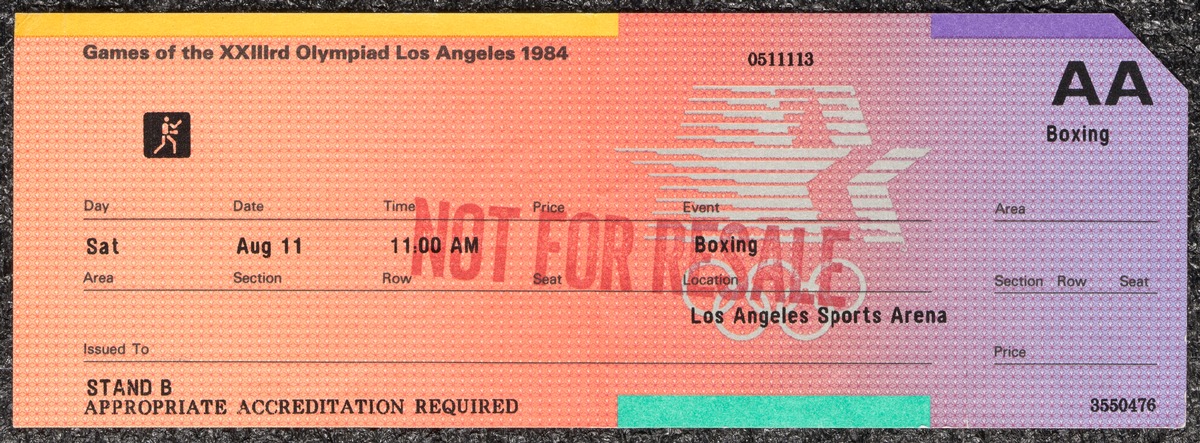 Games of the XXIIIrd Olympiad Los Angeles 1984
0511113
AA
Boxing
Day Date Time Price Event Area
Sat Aug 11 11:00 AM Boxing
NOT FOR RESALE
Area Section Row Seat Location Section Row Seat
Los Angeles Sports Arena
Issued To Price
STAND B
APPROPRIATE ACCREDITATION REQUIRED
3550476